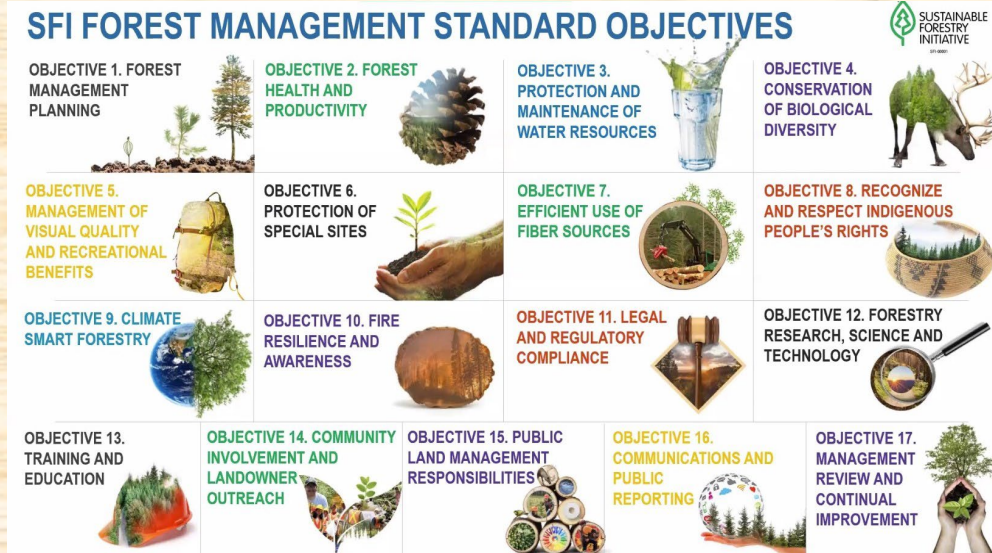 SFI FOREST MANAGEMENT STANDARD OBJECTIVES
SUSTAINABLE
FORESTRY
INITIATIVE
SFI-00001
OBJECTIVE 1. FOREST
MANAGEMENT
PLANNING
OBJECTIVE 2. FOREST
HEALTH AND
PRODUCTIVITY
OBJECTIVE 3.
PROTECTION AND
MAINTENANCE OF
WATER RESOURCES
OBJECTIVE 4.
CONSERVATION
OF BIOLOGICAL
DIVERSITY
OBJECTIVE 5.
MANAGEMENT OF
VISUAL QUALITY
AND RECREATIONAL
BENEFITS
OBJECTIVE 6.
PROTECTION OF
SPECIAL SITES
OBJECTIVE 7.
EFFICIENT USE OF
FIBER SOURCES
OBJECTIVE 8. RECOGNIZE
AND RESPECT INDIGENOUS
PEOPLE'S RIGHTS
OBJECTIVE 9. CLIMATE
SMART FORESTRY
OBJECTIVE 10. FIRE
RESILIENCE AND
AWARENESS
OBJECTIVE 11. LEGAL
AND REGULATORY
COMPLIANCE
OBJECTIVE 12. FORESTRY
RESEARCH, SCIENCE AND
TECHNOLOGY
OBJECTIVE 13.
TRAINING AND
EDUCATION
OBJECTIVE 14. COMMUNITY
INVOLVEMENT AND
LANDOWNER
OUTREACH
OBJECTIVE 15. PUBLIC
LAND MANAGEMENT
RESPONSIBILITIES
OBJECTIVE 16.
COMMUNICATIONS AND
PUBLIC
REPORTING
OBJECTIVE 17.
MANAGEMENT
REVIEW AND
CONTINUAL
IMPROVEMENT